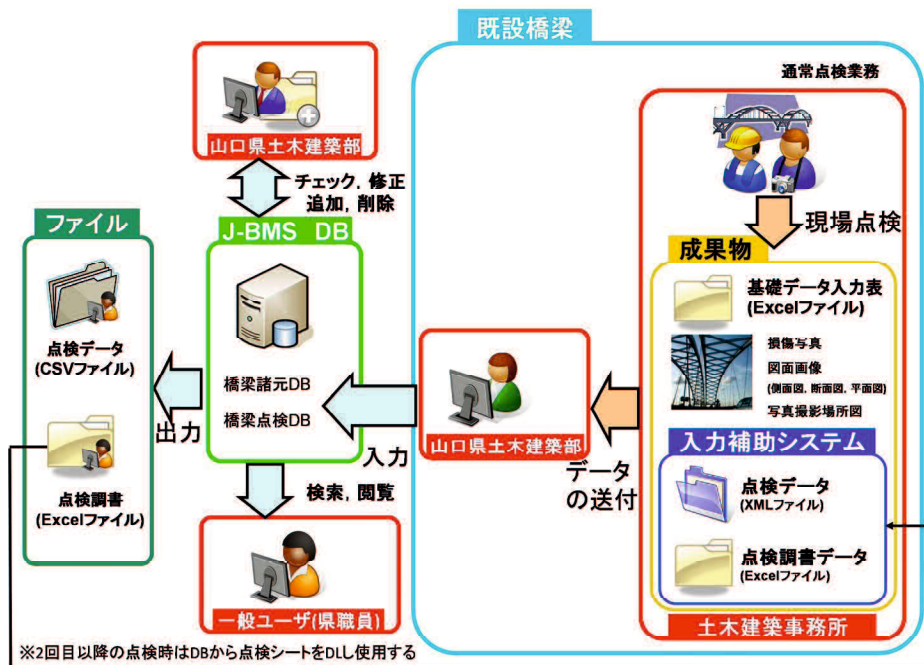 既設橋梁
通常点検業務
山口県土木建築部
チェック, 修正
追加, 削除
現場点検
ファイル
J-BMS DB
成果物
基礎データ入力表
(Excelファイル)
点検データ
(CSVファイル)
橋梁諸元DB
橋梁点検DB
損傷写真
図面画像
(側面図, 断面図, 平面図)
写真撮影場所図
出力
入力
山口県土木建築部
データ
の送付
入力補助システム
点検データ
(XMLファイル)
点検調書
(Excelファイル)
検索, 閲覧
点検調書データ
(Excelファイル)
一般ユーザ(県職員)
土木建築事務所
※2回目以降の点検時はDBから点検シートをDLし使用する